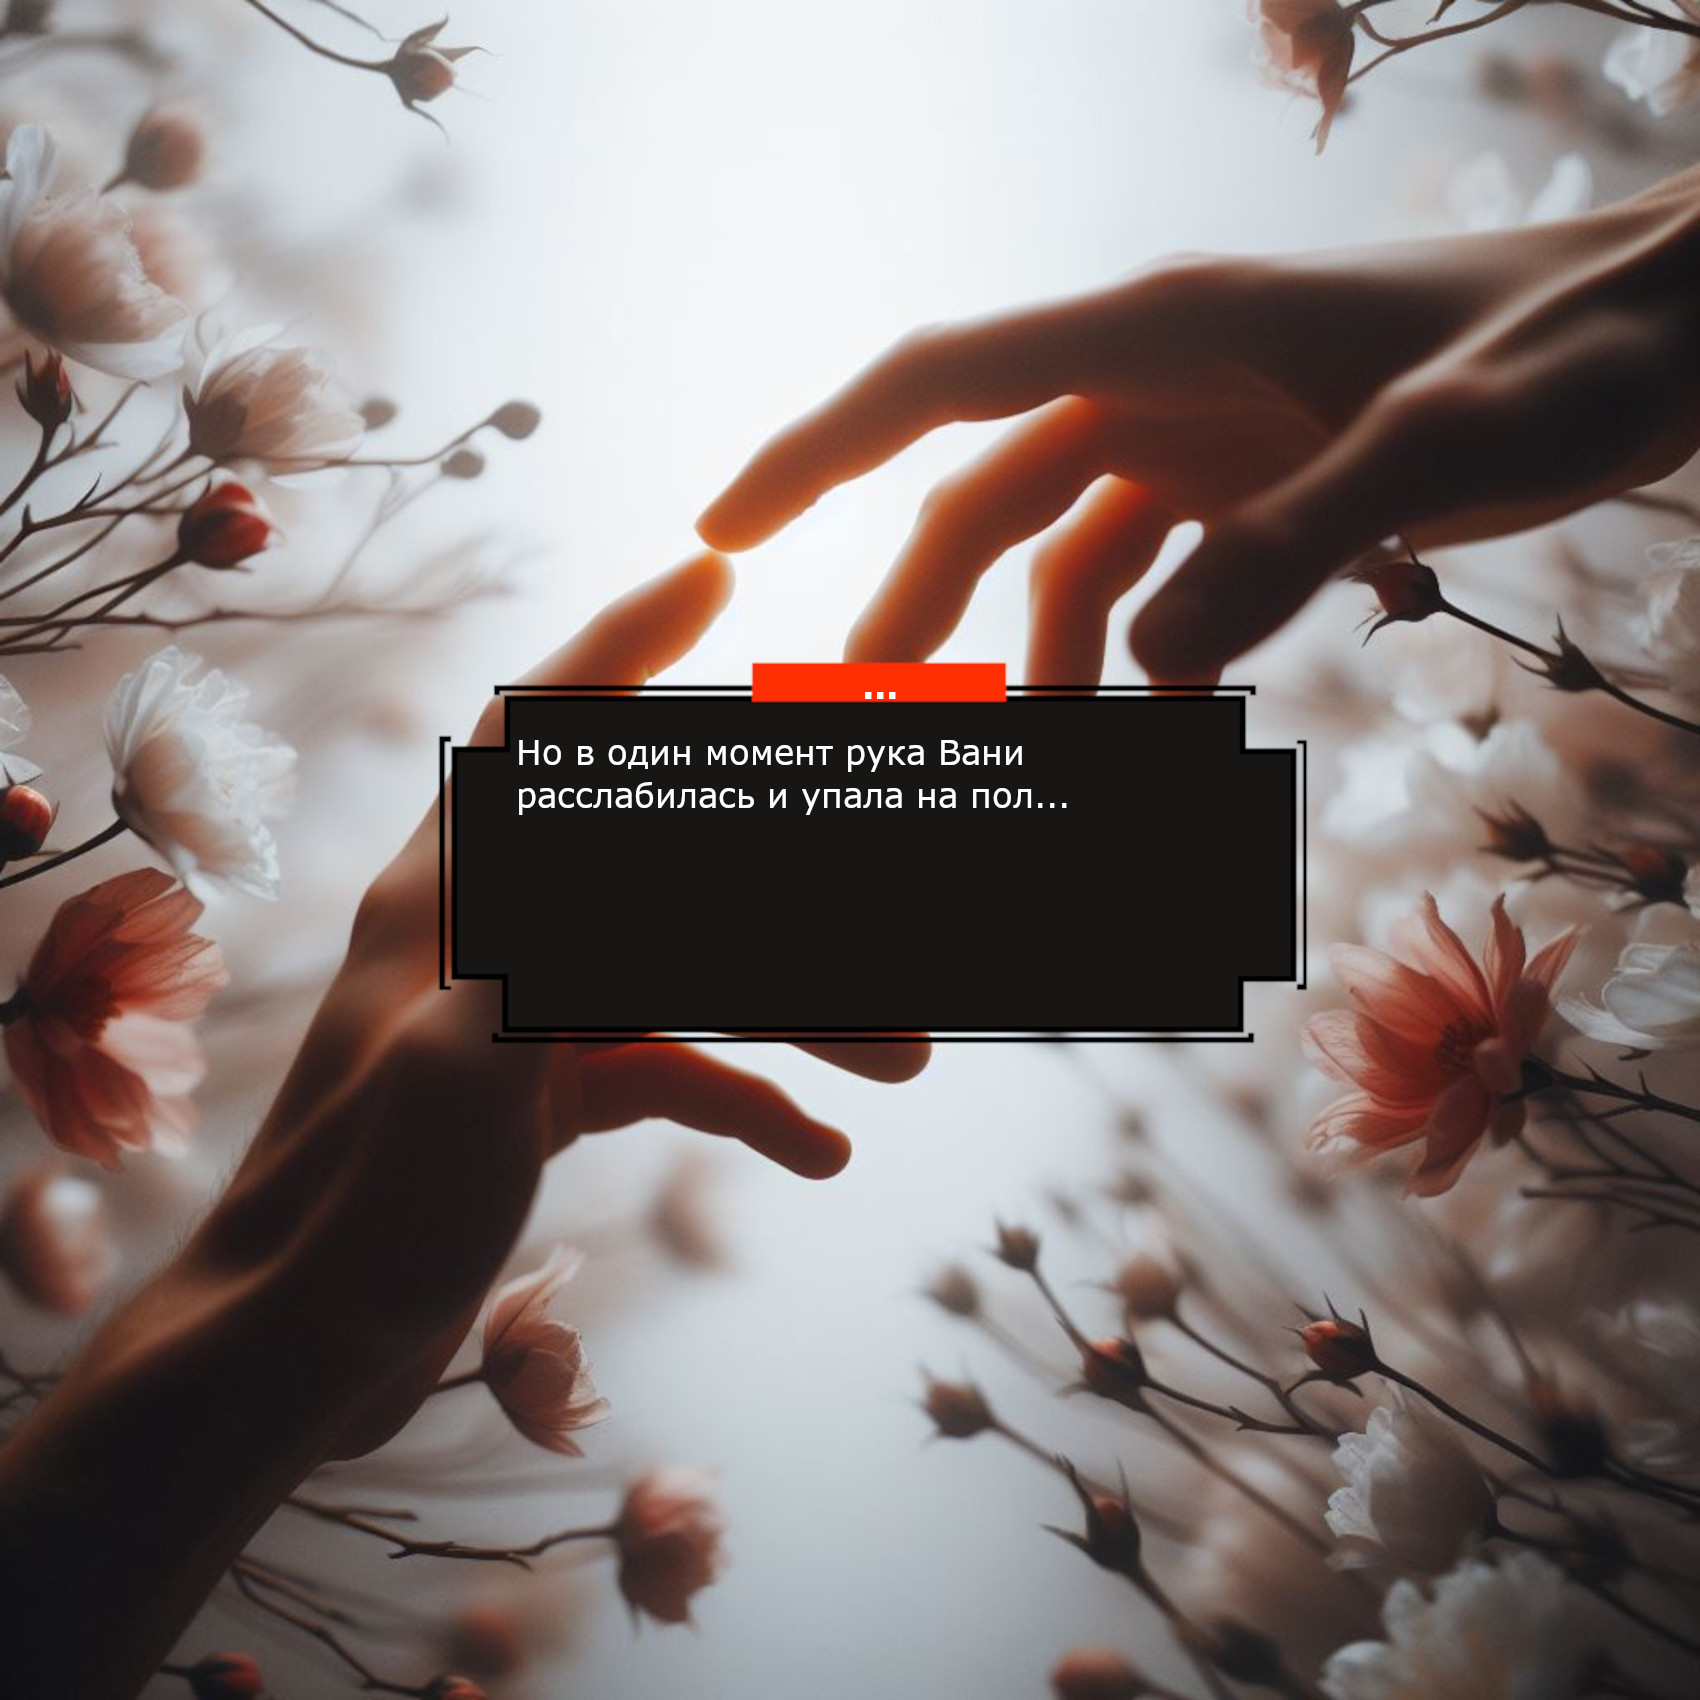 ...
Но в один момент рука Вани
расслабилась и упала на пол...